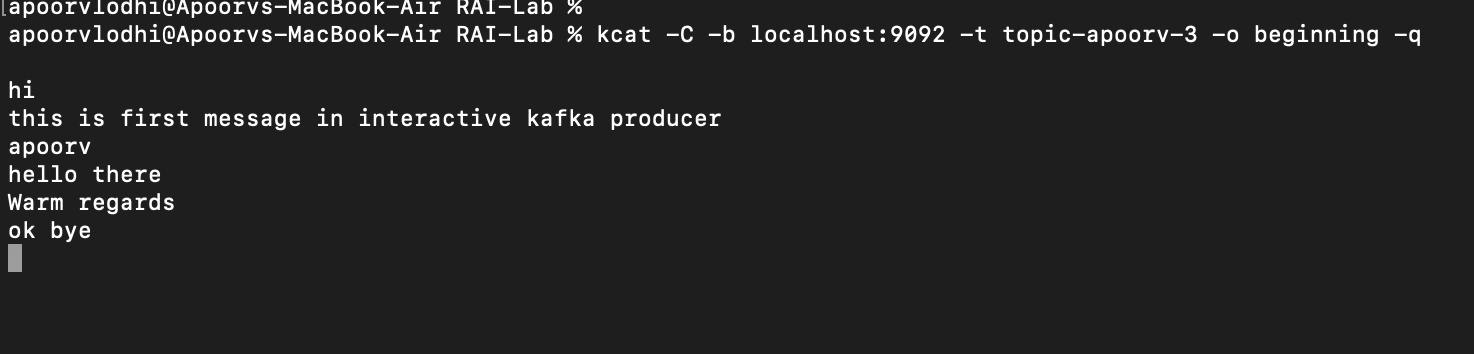 apoorvlodhi@Apoorvs-MacBook-Air RAI-Lab %
apoorvlodhi@Apoorvs-MacBook-Air RAI-Lab % kcat -C -b localhost:9092 -t topic-apoorv-3 -o beginning -q
hi
this is first message in interactive kafka producer
apoorv
hello there
Warm regards
ok bye